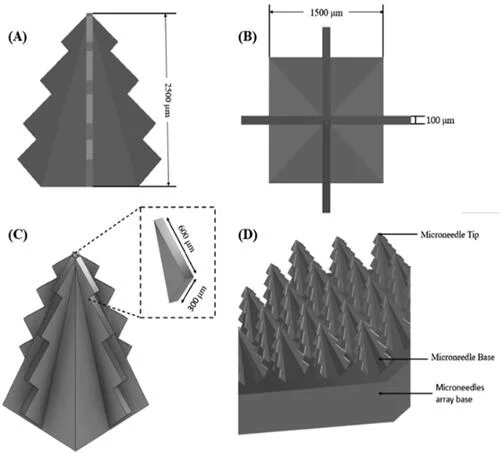 (A)
2500 μm
(B)
1500 μm
100 μm
(C)
600 μm
300 μm
(D)
Microneedle Tip
Microneedle Base
Microneedles
array base